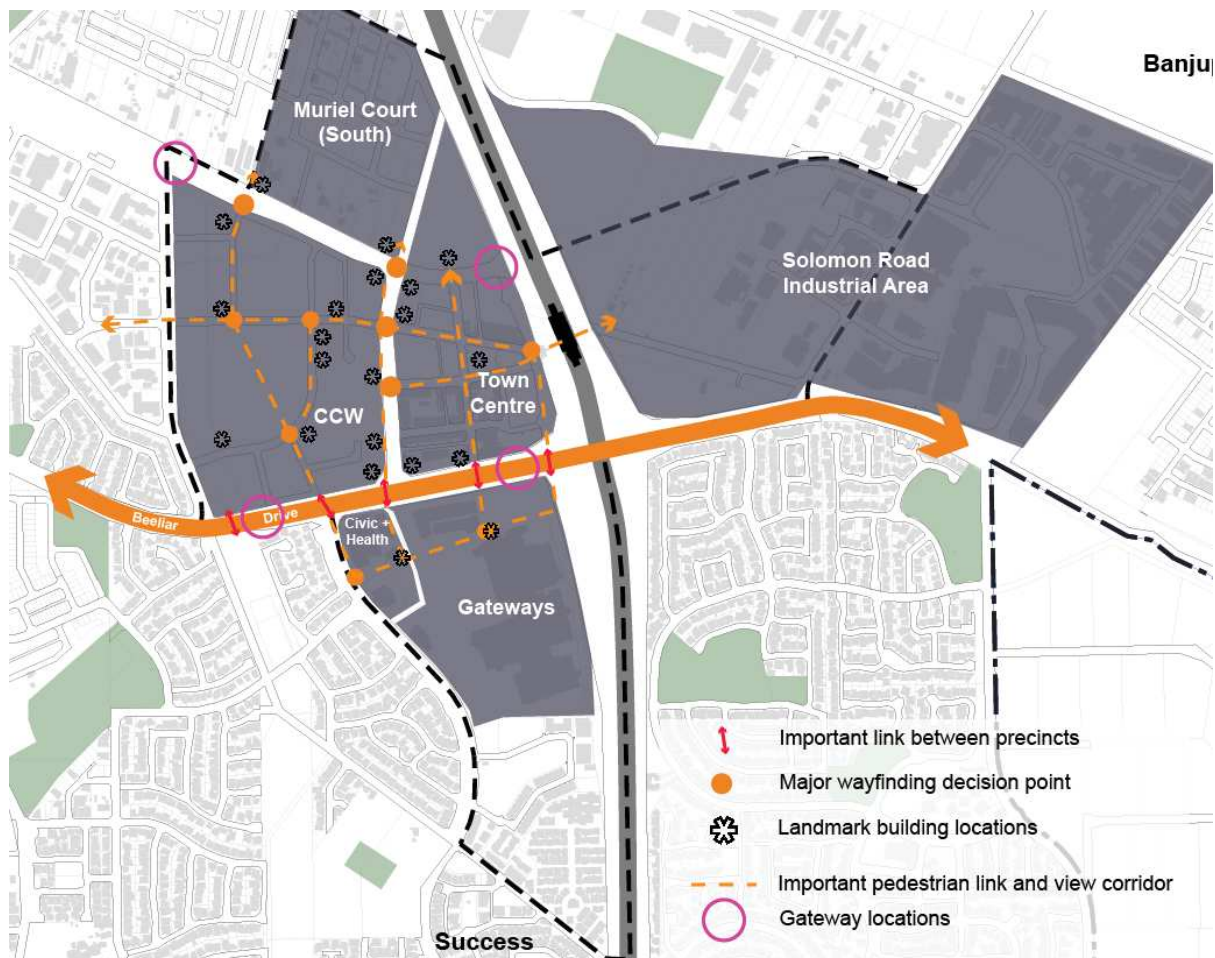 Banjup
Muriel Court
(South)
Solomon Road
Industrial Area
Town
Centre
CCW
Beeliar
Drive
Civic +
Health
Gateways
Important link between precincts
Major wayfinding decision point
Landmark building locations
Important pedestrian link and view corridor
Gateway locations
Success